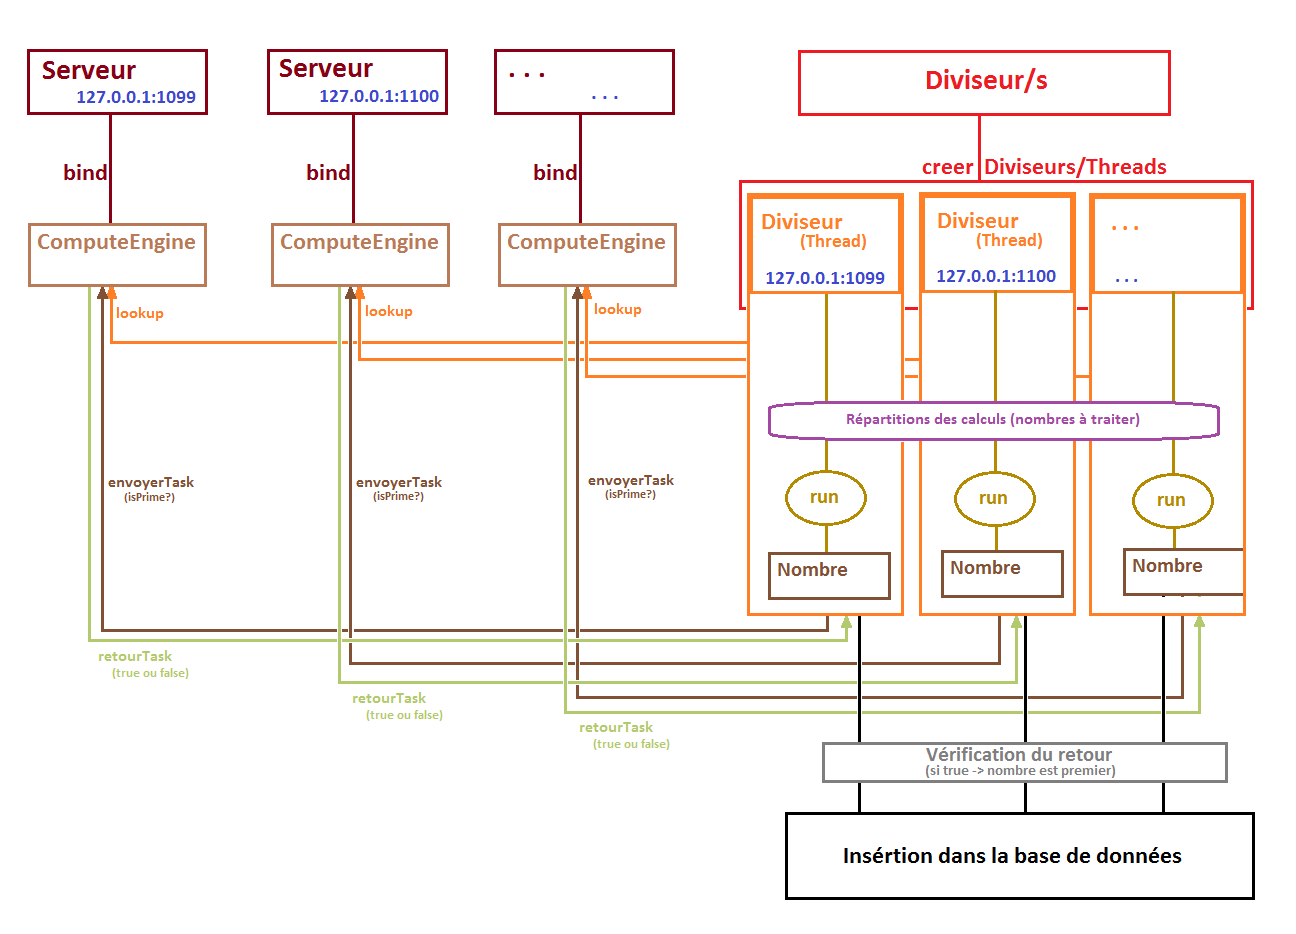 Serveur
127.0.0.1:1099
Serveur
127.0.0.1:1100
. . .
. . .
Diviseur/s
bind
bind
bind
creer Diviseurs/Threads
ComputeEngine
ComputeEngine
ComputeEngine
Diviseur
(Thread)
127.0.0.1:1099
Diviseur
(Thread)
127.0.0.1:1100
. . .
. . .
lookup
lookup
lookup
Répartitions des calculs (nombres à traiter)
envoyerTask
(isPrime?)
envoyerTask
(isPrime?)
envoyerTask
(isPrime?)
run
run
run
Nombre
Nombre
Nombre
retourTask
(true ou false)
retourTask
(true ou false)
retourTask
(true ou false)
Vérification du retour
(si true -> nombre est premier)
Insértion dans la base de données